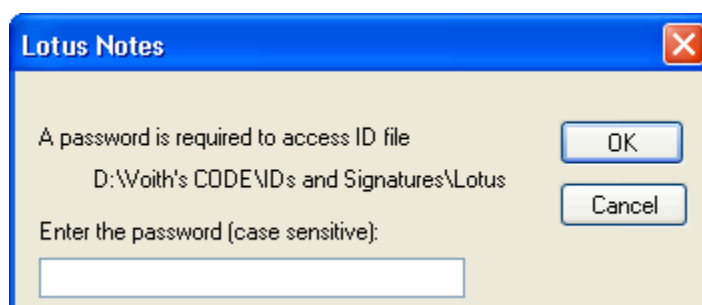 Lotus Notes
A password is required to access ID file
D:\Voith's CODE\IDs and Signatures\Lotus
Enter the password (case sensitive):
OK
Cancel